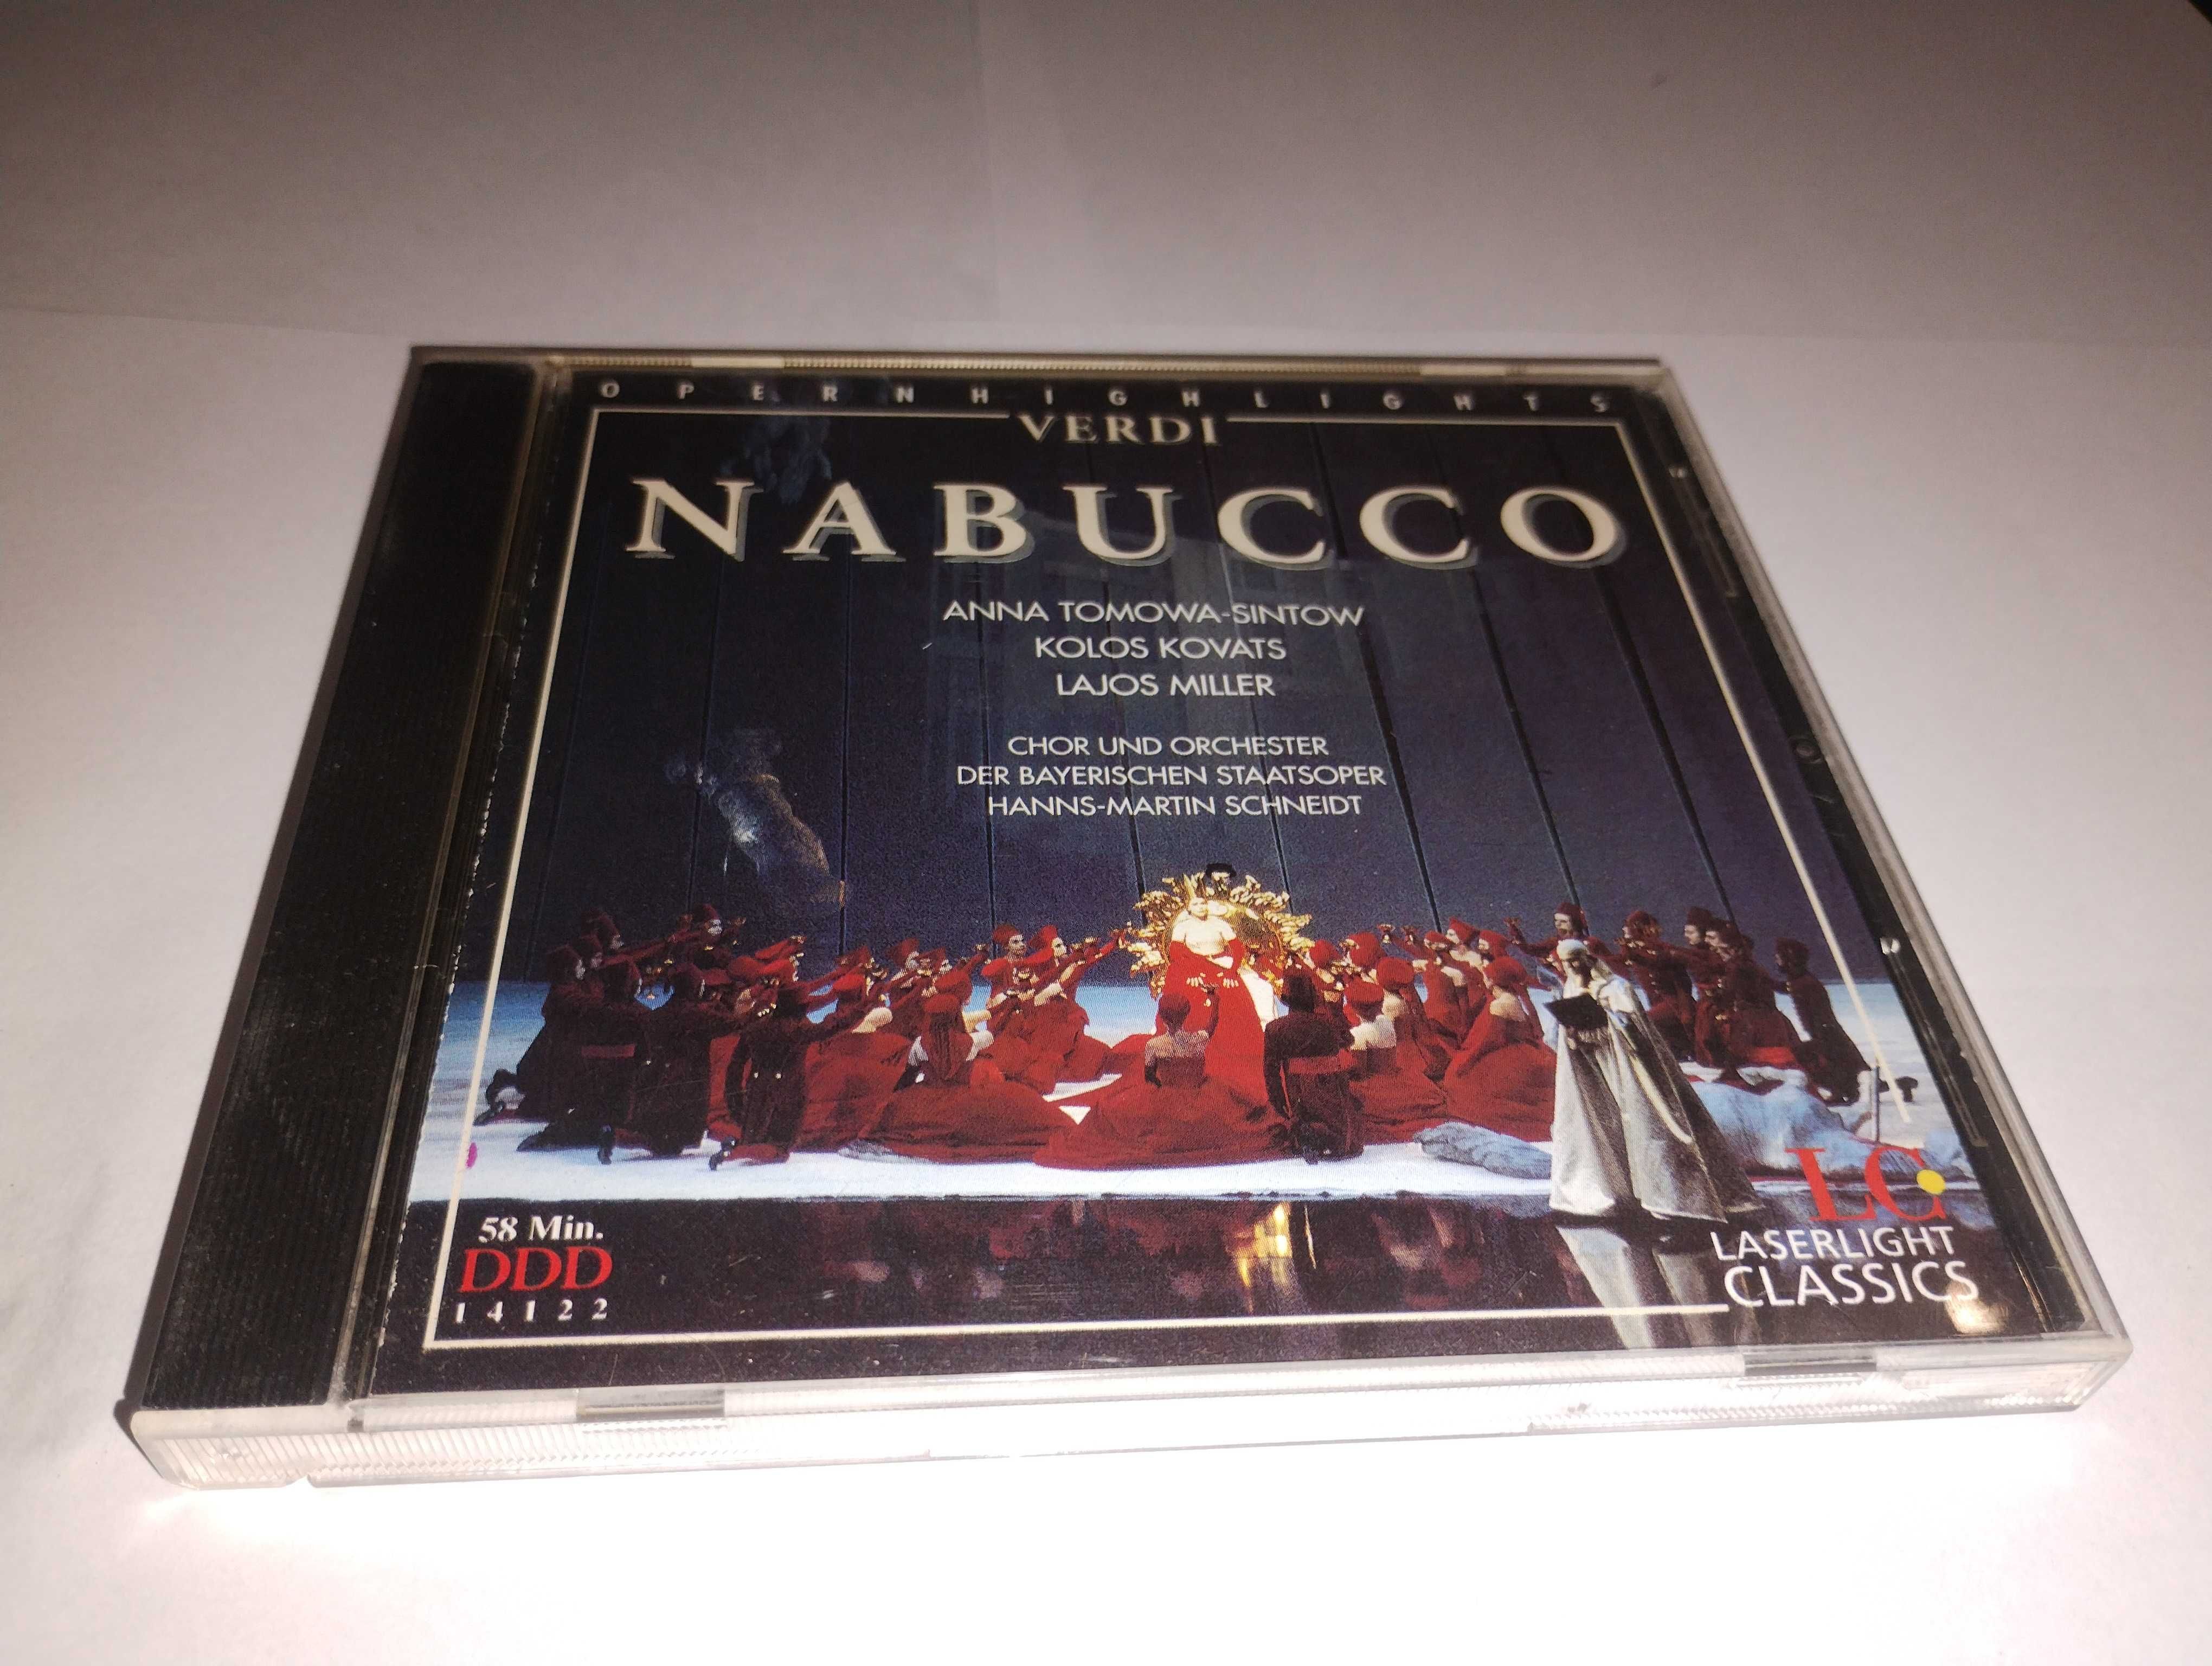 OPERNHIGHLIGHTS
VERDI
NABUCCO
ANNA TOMOWA-SINTOW
KOLOS KOVATS
LAJOS MILLER
CHOR UND ORCHESTER
DER BAYERISCHEN STAATSOPER
HANNS-MARTIN SCHNEIDT
58 Min.
DDD
14122
LC
LASERLIGHT
CLASSICS